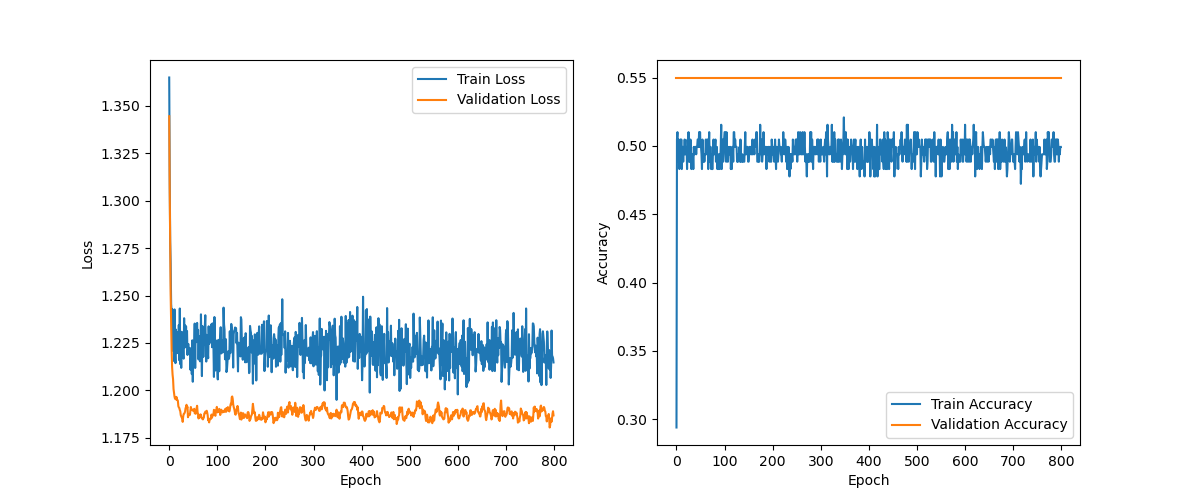 Train Loss
Validation Loss
1.350
1.325
1.300
1.275
1.250
1.225
1.200
1.175
Loss
0 100 200 300 400 500 600 700 800
Epoch
0.55
0.50
0.45
0.40
0.35
0.30
Accuracy
Train Accuracy
Validation Accuracy
0 100 200 300 400 500 600 700 800
Epoch